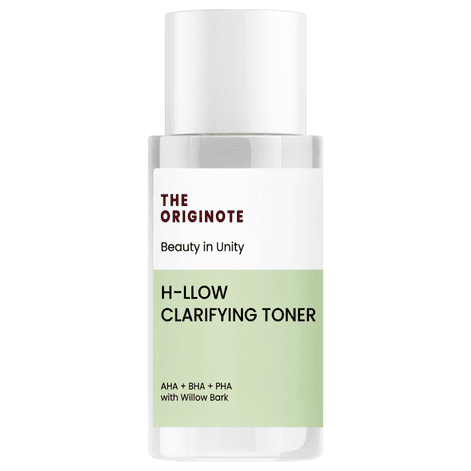 THE
ORIGINOTE
Beauty in Unity
H-LLOW
CLARIFYING TONER
AHA + BHA + PHA
with Willow Bark